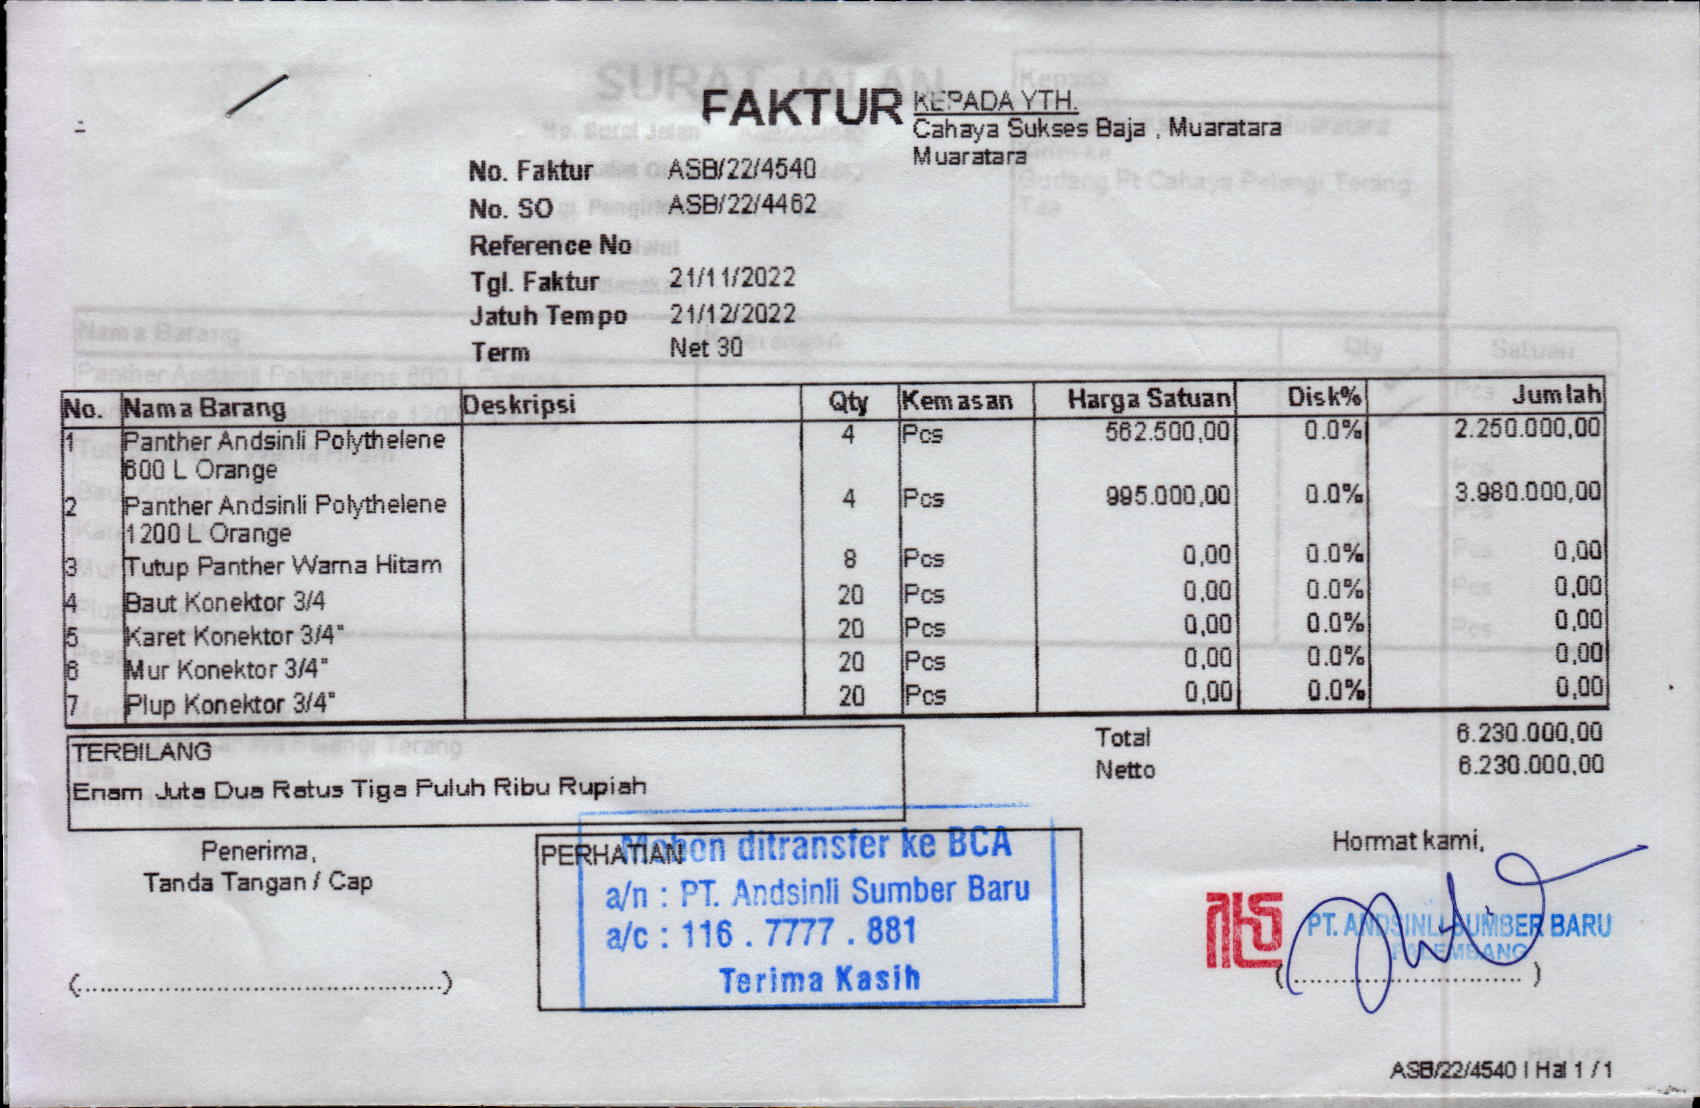 FAKTUR
KEPADA YTH.
Cahaya Sukses Baja , Muaratara
Muaratara
No. Faktur ASB/22/4540
No. SO ASB/22/4462
Reference No
Tgl. Faktur 21/11/2022
Jatuh Tempo 21/12/2022
Term Net 30
No. Nama Barang Deskripsi Qty Kemasan Harga Satuan Disk% Jumlah
1 Panther Andsinli Polythelene 4 Pcs 562.500,00 0.0% 2.250.000,00
600 L Orange
2 Panther Andsinli Polythelene 4 Pcs 995.000,00 0.0% 3.980.000,00
1200 L Orange
3 Tutup Panther Warna Hitam 8 Pcs 0,00 0.0% 0,00
4 Baut Konektor 3/4 20 Pcs 0,00 0.0% 0,00
5 Karet Konektor 3/4" 20 Pcs 0,00 0.0% 0,00
6 Mur Konektor 3/4" 20 Pcs 0,00 0.0% 0,00
7 Plup Konektor 3/4" 20 Pcs 0,00 0.0% 0,00
Total 6.230.000,00
Netto 6.230.000,00
TERBILANG
Enam Juta Dua Ratus Tiga Puluh Ribu Rupiah
Penerima,
Tanda Tangan / Cap
(..............................................)
PERHATIAN
Mohon ditransfer ke BCA
a/n : PT. Andsinli Sumber Baru
a/c : 116 . 7777 . 881
Terima Kasih
Hormat kami,
PT. ANDSINLI SUMBER BARU
PALEMBANG
(..............................)
ASB/22/4540 | Hal 1 / 1